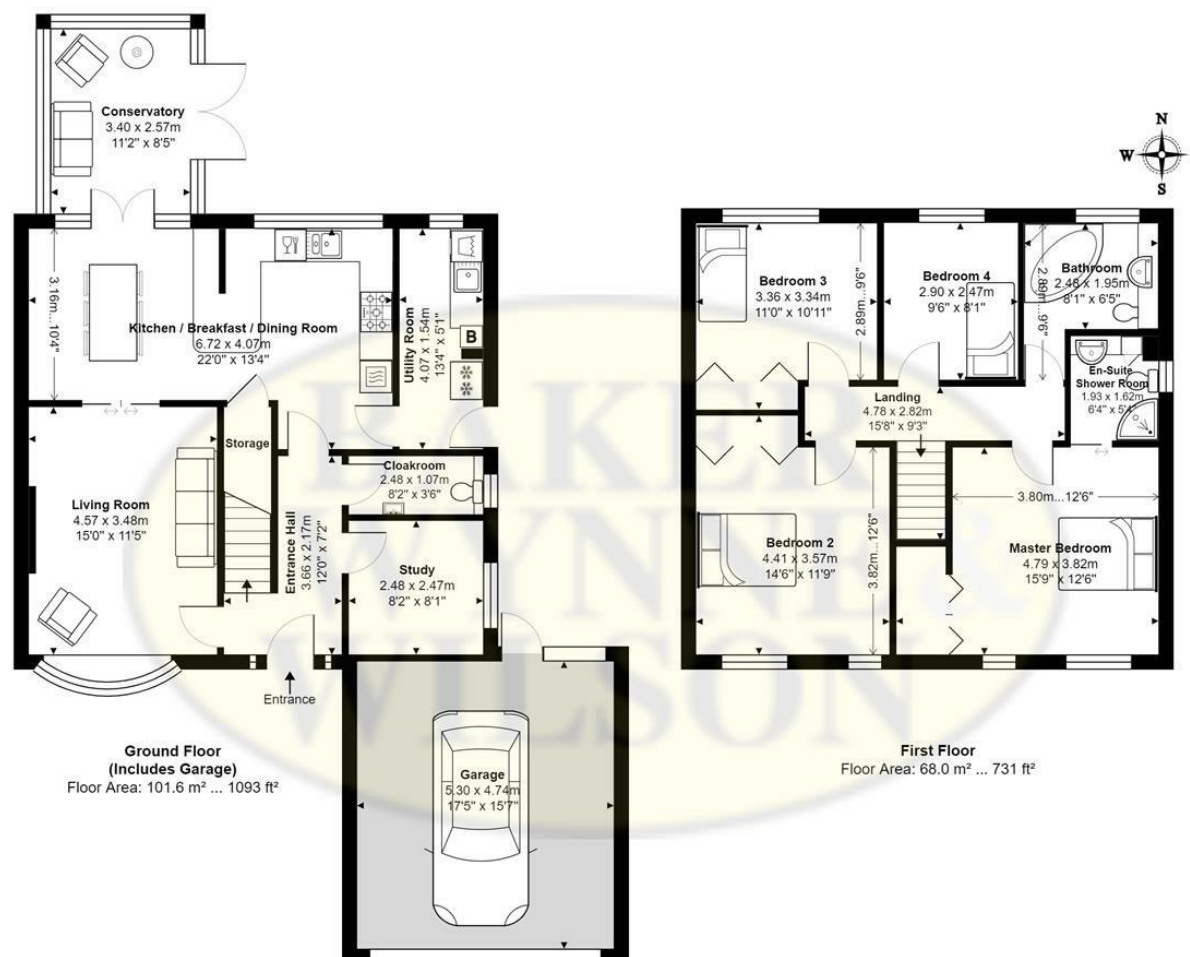 Conservatory
3.40 x 2.57m
11'2" x 8'5"
N
W
S
3.16m...10'4"
Kitchen / Breakfast / Dining Room
6.72 x 4.07m
22'0" x 13'4"
Utility Room
4.07 x 1.54m
13'4" x 5'1"
B
Storage
Living Room
4.57 x 3.48m
15'0" x 11'5"
Entrance Hall
3.66 x 2.17m
12'0" x 7'2"
Cloakroom
2.48 x 1.07m
8'2" x 3'6"
Study
2.48 x 2.47m
8'2" x 8'1"
Entrance
Ground Floor
(Includes Garage)
Floor Area: 101.6 m² ... 1093 ft²
Garage
5.30 x 4.74m
17'5" x 15'7"
Bedroom 3
3.36 x 3.34m
11'0" x 10'11"
2.89m...9'6"
Bedroom 4
2.90 x 2.47m
9'6" x 8'1"
2.89m...9'6"
Bathroom
2.46 x 1.95m
8'1" x 6'5"
En-Suite
Shower Room
1.93 x 1.62m
6'4" x 5'4"
Landing
4.78 x 2.82m
15'8" x 9'3"
Bedroom 2
4.41 x 3.57m
14'6" x 11'9"
3.82m...12'6"
3.80m...12'6"
Master Bedroom
4.79 x 3.82m
15'9" x 12'6"
First Floor
Floor Area: 68.0 m² ... 731 ft²
BAKER
WYNNE &
WILSON